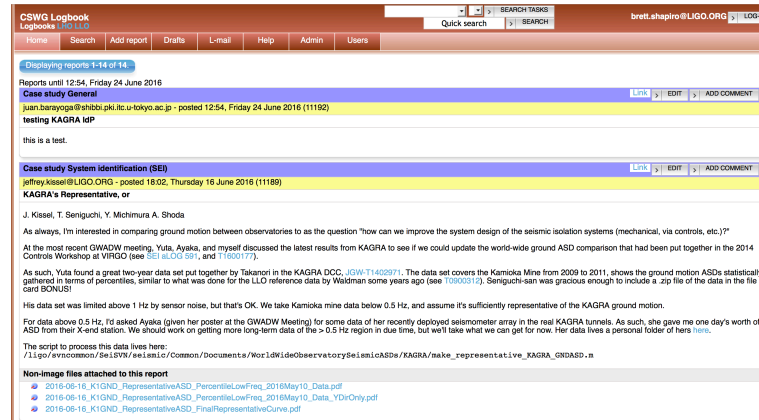 CSWG Logbook
Logbooks LHO LLO
SEARCH TASKS
Quick search
SEARCH
brett.shapiro@LIGO.ORG
LOG-
Home Search Add report Drafts L-mail Help Admin Users
Displaying reports 1-14 of 14.
Reports until 12:54, Friday 24 June 2016
Case study General
Link EDIT ADD COMMENT
juan.barayoga@shibbi.pki.itc.u-tokyo.ac.jp - posted 12:54, Friday 24 June 2016 (11192)
testing KAGRA IdP
this is a test.
Case study System identification (SEI)
Link EDIT ADD COMMENT
jeffrey.kissel@LIGO.ORG - posted 18:02, Thursday 16 June 2016 (11189)
KAGRA's Representative, or
J. Kissel, T. Seniguchi, Y. Michimura A. Shoda
As always, I'm interested in comparing ground motion between observatories to as the question "how can we improve the system design of the seismic isolation systems (mechanical, via controls, etc.)?"
At the most recent GWADW meeting, Yuta, Ayaka, and myself discussed the latest results from KAGRA to see if we could update the world-wide ground ASD comparison that had been put together in the 2014
Controls Workshop at VIRGO (see SEI aLOG 591, and T1600177).
As such, Yuta found a great two-year data set put together by Takanori in the KAGRA DCC, JGW-T1402971. The data set covers the Kamioka Mine from 2009 to 2011, shows the ground motion ASDs statistically
gathered in terms of percentiles, similar to what was done for the LLO reference data by Waldman some years ago (see T0900312). Seniguchi-san was gracious enough to include a .zip file of the data in the file
card BONUS!
His data set was limited above 1 Hz by sensor noise, but that's OK. We take Kamioka mine data below 0.5 Hz, and assume it's sufficiently representative of the KAGRA ground motion.
For data above 0.5 Hz, I'd asked Ayaka (given her poster at the GWADW Meeting) for some data of her recently deployed seismometer array in the real KAGRA tunnels. As such, she gave me one day's worth of
ASD from their X-end station. We should work on getting more long-term data of the > 0.5 Hz region in due time, but we'll take what we can get for now. Her data lives a personal folder of hers here.
The script to process this data lives here:
/ligo/svncommon/SeiSVN/seismic/Common/Documents/WorldWideObservatorySeismicASDs/KAGRA/make_representative_KAGRA_GNDASD.m
Non-image files attached to this report
2016-06-16_K1GND_RepresentativeASD_PercentileLowFreq_2016May10_Data.pdf
2016-06-16_K1GND_RepresentativeASD_PercentileLowFreq_2016May10_Data_YDirOnly.pdf
2016-06-16_K1GND_RepresentativeASD_FinalRepresentativeCurve.pdf